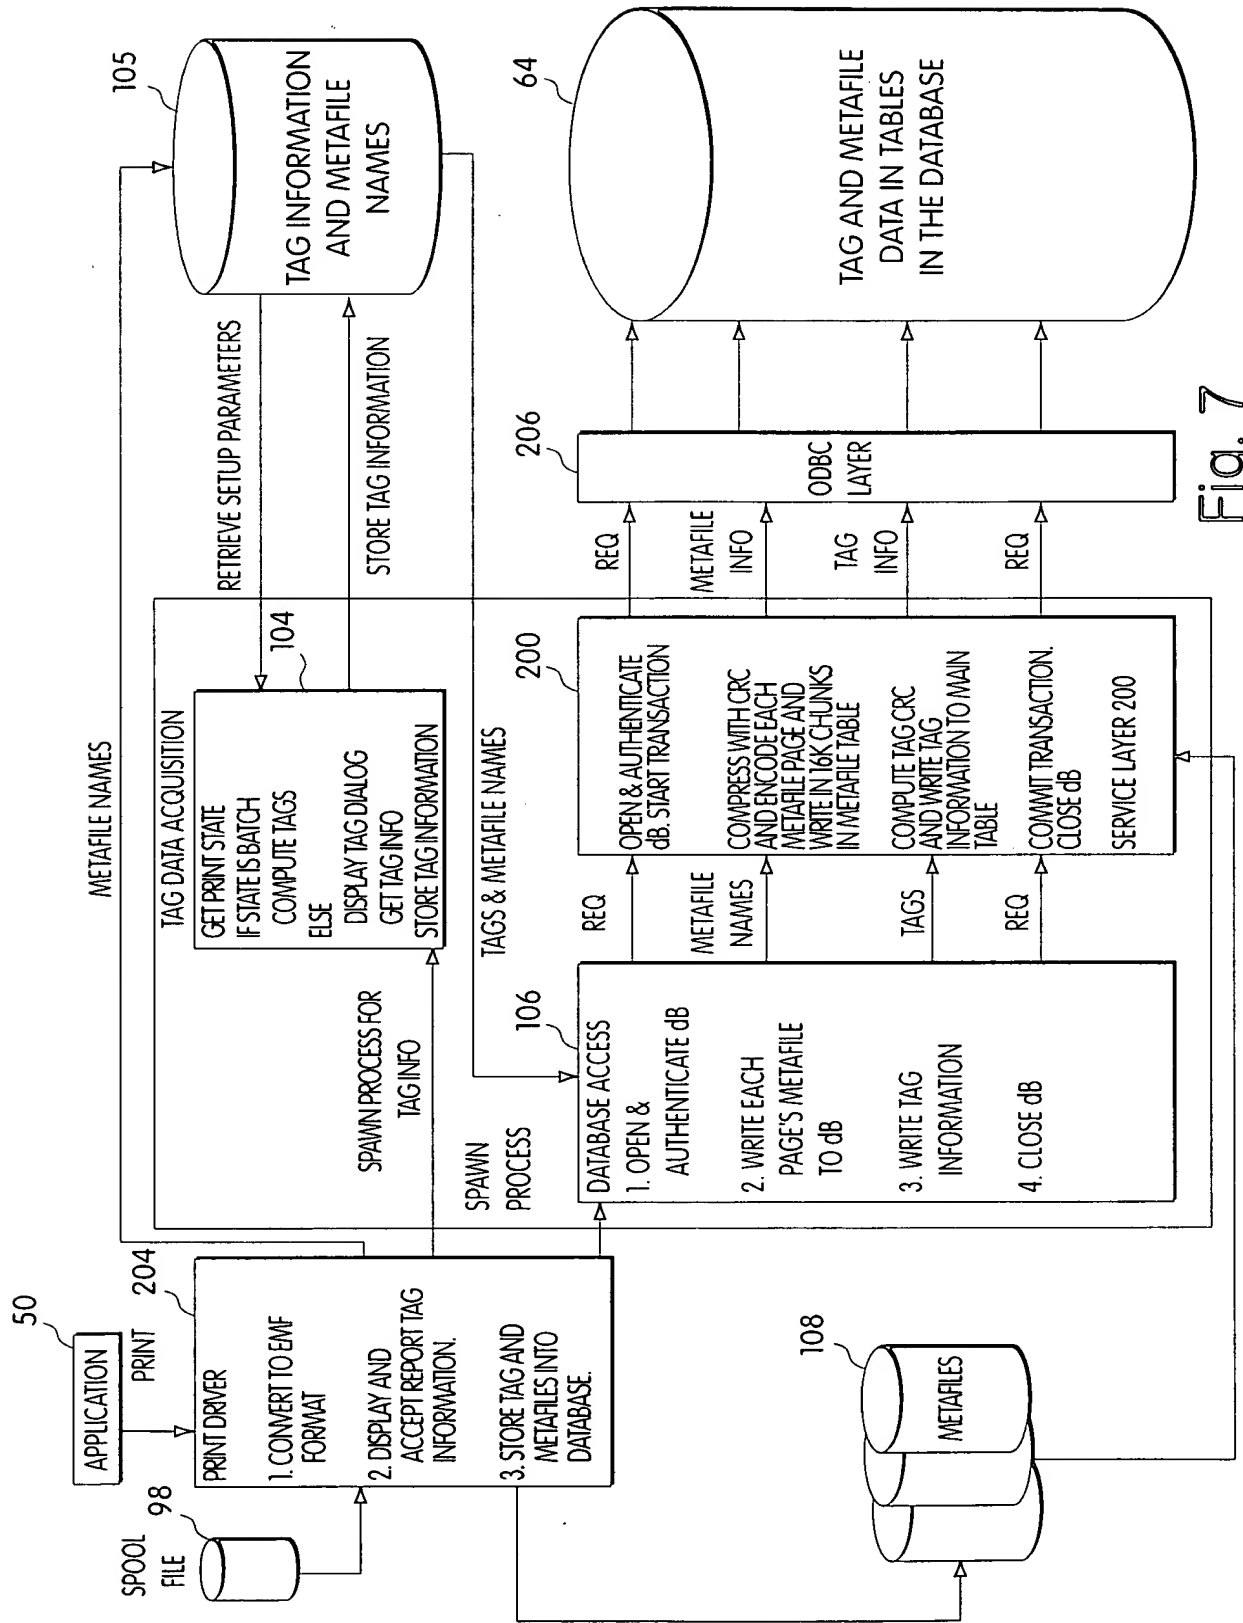 50
APPLICATION
PRINT
SPOOL
FILE
98
204
PRINT DRIVER
1. CONVERT TO EMF
FORMAT
2. DISPLAY AND
ACCEPT REPORT TAG
INFORMATION.
3. STORE TAG AND
METAFILES INTO
DATABASE.
108
METAFILES
METAFILE NAMES
TAG DATA ACQUISITION
104
GET PRINT STATE
IF STATE IS BATCH
COMPUTE TAGS
ELSE
DISPLAY TAG DIALOG
GET TAG INFO
STORE TAG INFORMATION
SPAWN PROCESS FOR
TAG INFO
SPAWN
PROCESS
TAGS & METAFILE NAMES
RETRIEVE SETUP PARAMETERS
STORE TAG INFORMATION
105
TAG INFORMATION
AND METAFILE
NAMES
106
DATABASE ACCESS
1. OPEN &
AUTHENTICATE dB
2. WRITE EACH
PAGE'S METAFILE
TO dB
3. WRITE TAG
INFORMATION
4. CLOSE dB
REQ
METAFILE
NAMES
TAGS
REQ
200
OPEN & AUTHENTICATE
dB. START TRANSACTION
COMPRESS WITH CRC
AND ENCODE EACH
METAFILE PAGE AND
WRITE IN 16K CHUNKS
IN METAFILE TABLE
COMPUTE TAG CRC
AND WRITE TAG
INFORMATION TO MAIN
TABLE
COMMIT TRANSACTION.
CLOSE dB
SERVICE LAYER 200
REQ
METAFILE
INFO
TAG
INFO
REQ
206
ODBC
LAYER
64
TAG AND METAFILE
DATA IN TABLES
IN THE DATABASE
Fig. 7